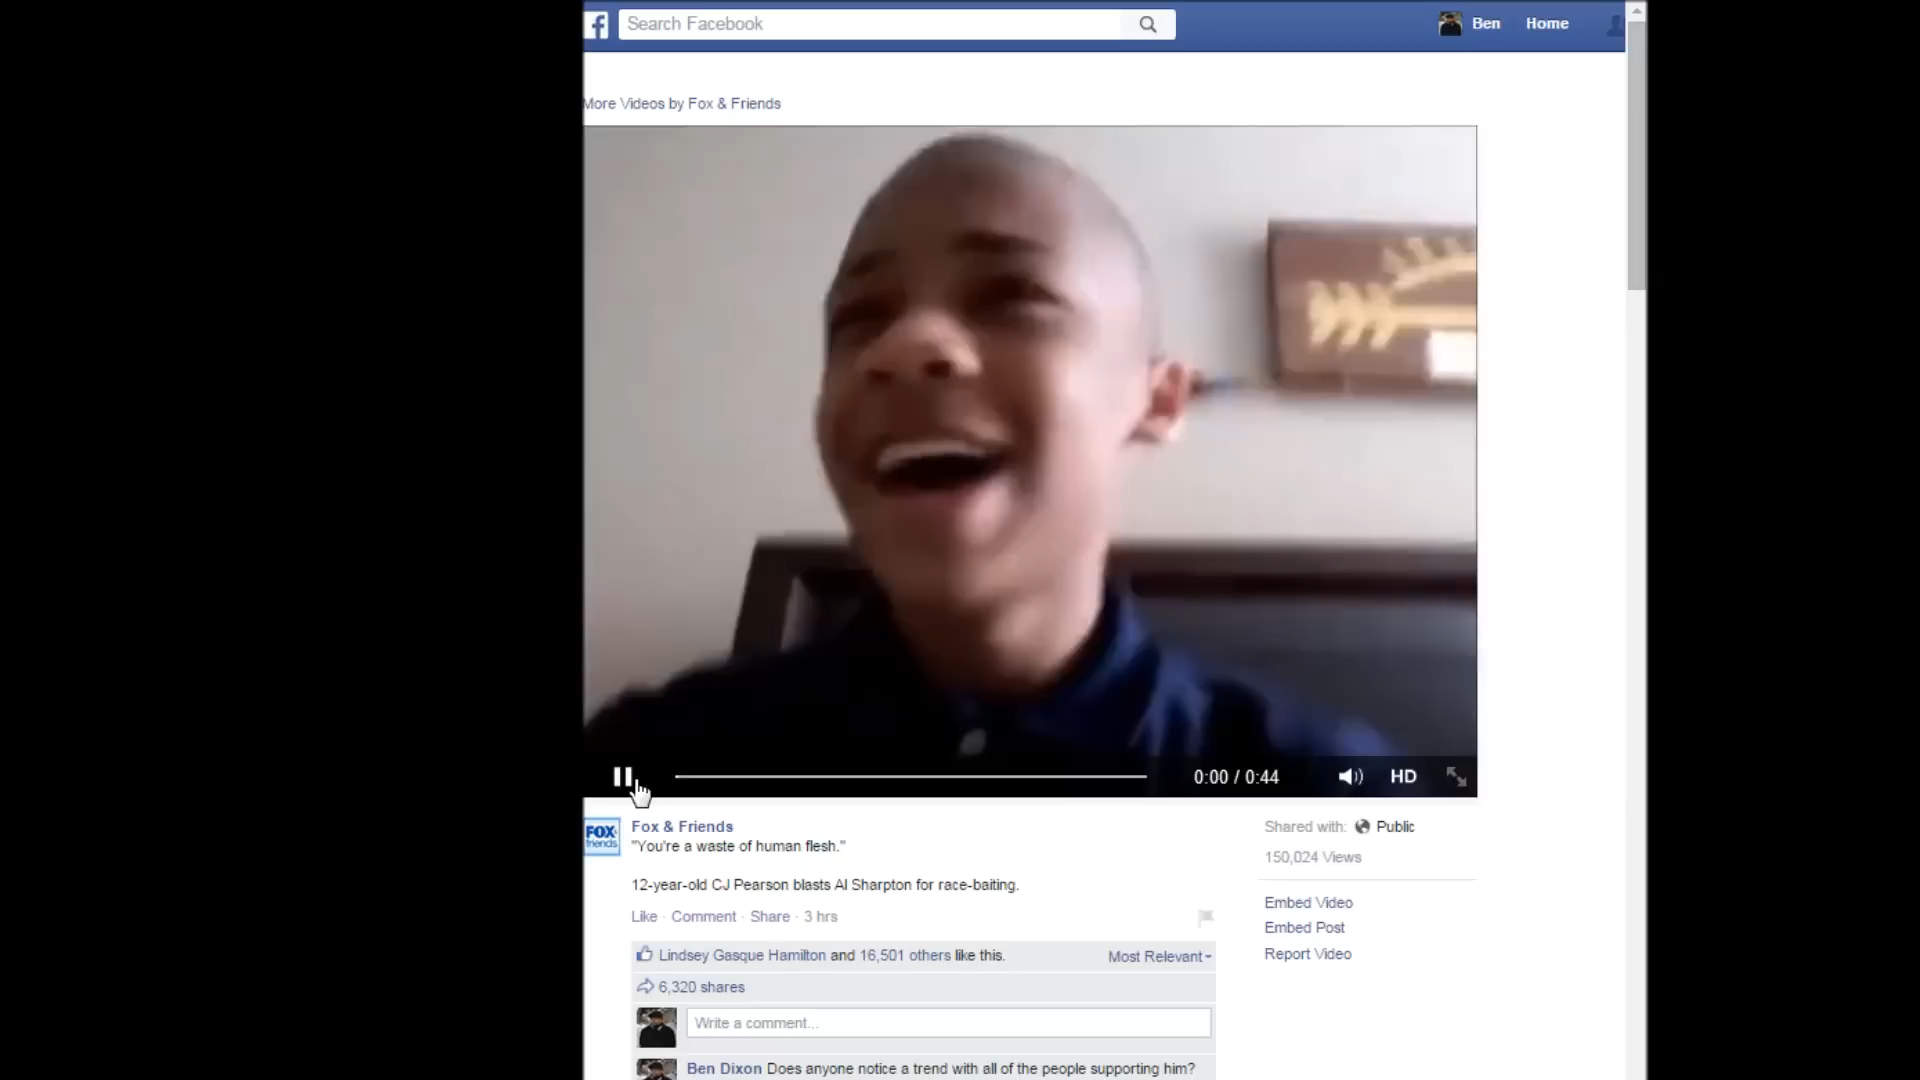 Search Facebook
Ben Home
More Videos by Fox & Friends
0:00 / 0:44 HD
FOX
friends
Fox & Friends
"You're a waste of human flesh."
12-year-old CJ Pearson blasts Al Sharpton for race-baiting.
Like · Comment · Share · 3 hrs
Shared with: Public
150,024 Views
Embed Video
Embed Post
Report Video
Lindsey Gasque Hamilton and 16,501 others like this. Most Relevant
6,320 shares
Write a comment...
Ben Dixon Does anyone notice a trend with all of the people supporting him?